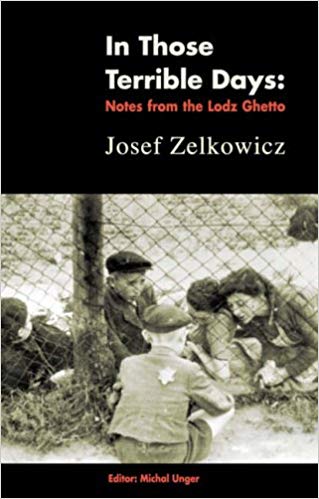 In Those
Terrible Days:
Notes from the Lodz Ghetto
Josef Zelkowicz
Editor: Michal Unger